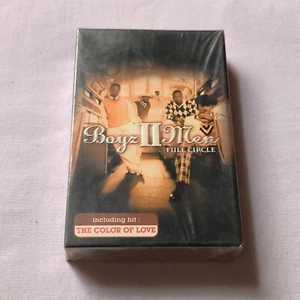 Boyz II Men
FULL CIRCLE
including hit :
THE COLOR OF LOVE